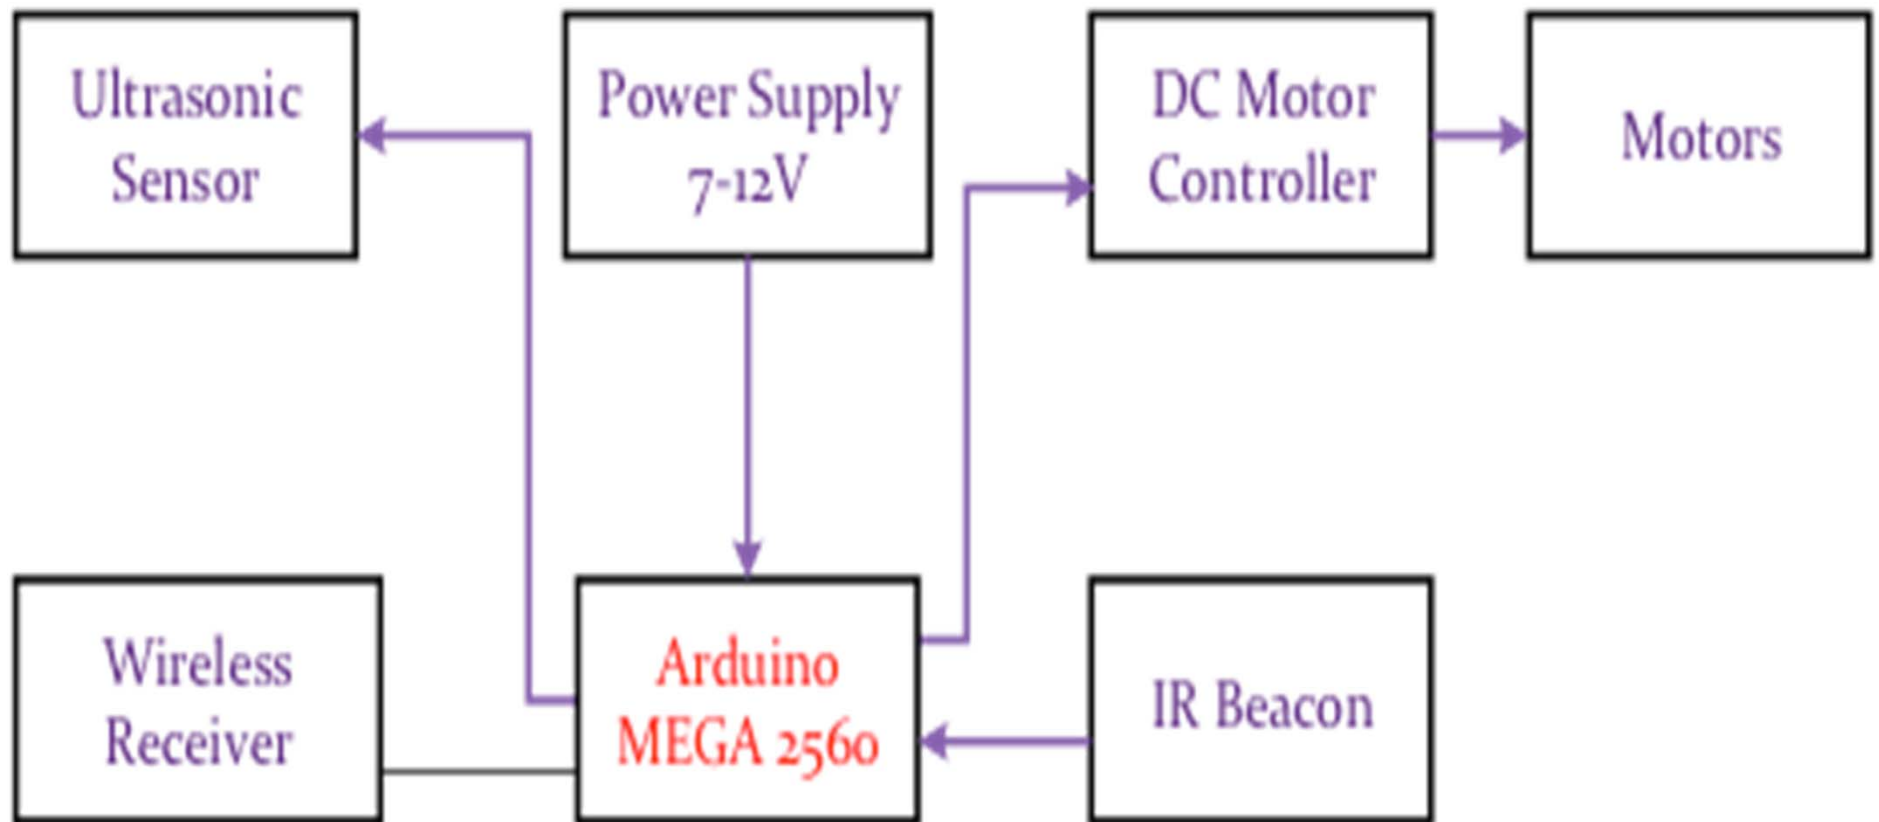 Ultrasonic
Sensor
Power Supply
7-12V
DC Motor
Controller
Motors
Wireless
Receiver
Arduino
MEGA 2560
IR Beacon